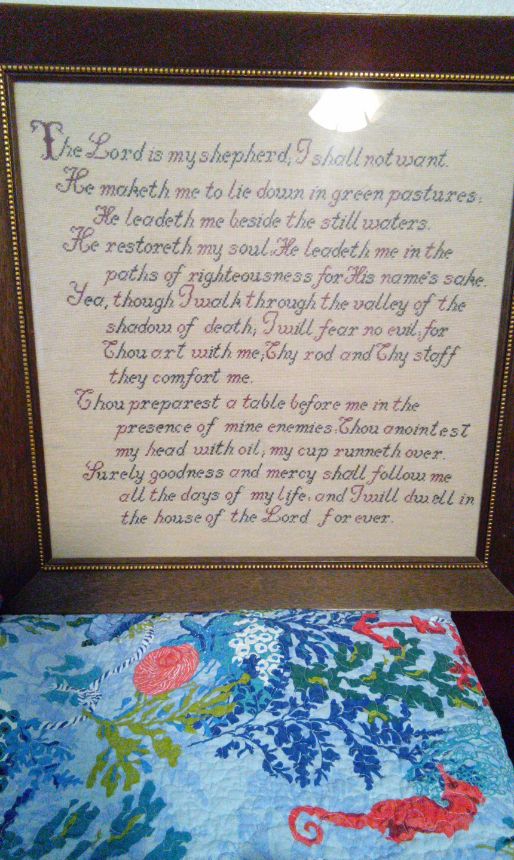 The Lord is my shepherd; I shall not want.
He maketh me to lie down in green pastures:
He leadeth me beside the still waters.
He restoreth my soul: He leadeth me in the
paths of righteousness for His name's sake.
Yea, though I walk through the valley of the
shadow of death, I will fear no evil; for
Thou art with me; Thy rod and Thy staff
they comfort me.
Thou preparest a table before me in the
presence of mine enemies: Thou anointest
my head with oil; my cup runneth over.
Surely goodness and mercy shall follow me
all the days of my life: and I will dwell in
the house of the Lord for ever.